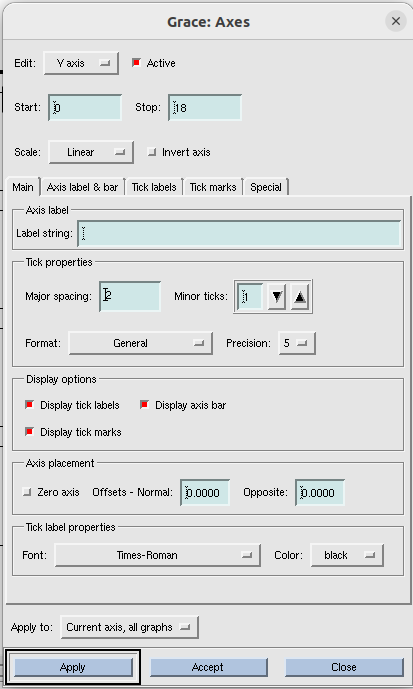 Grace: Axes
Edit: Y axis Active
Start: 0 Stop: 18
Scale: Linear Invert axis
Main Axis label & bar Tick labels Tick marks Special
Axis label
Label string:
Tick properties
Major spacing: 2 Minor ticks: 1
Format: General Precision: 5
Display options
Display tick labels Display axis bar
Display tick marks
Axis placement
Zero axis Offsets - Normal: 0.0000 Opposite: 0.0000
Tick label properties
Font: Times-Roman Color: black
Apply to: Current axis, all graphs
Apply Accept Close